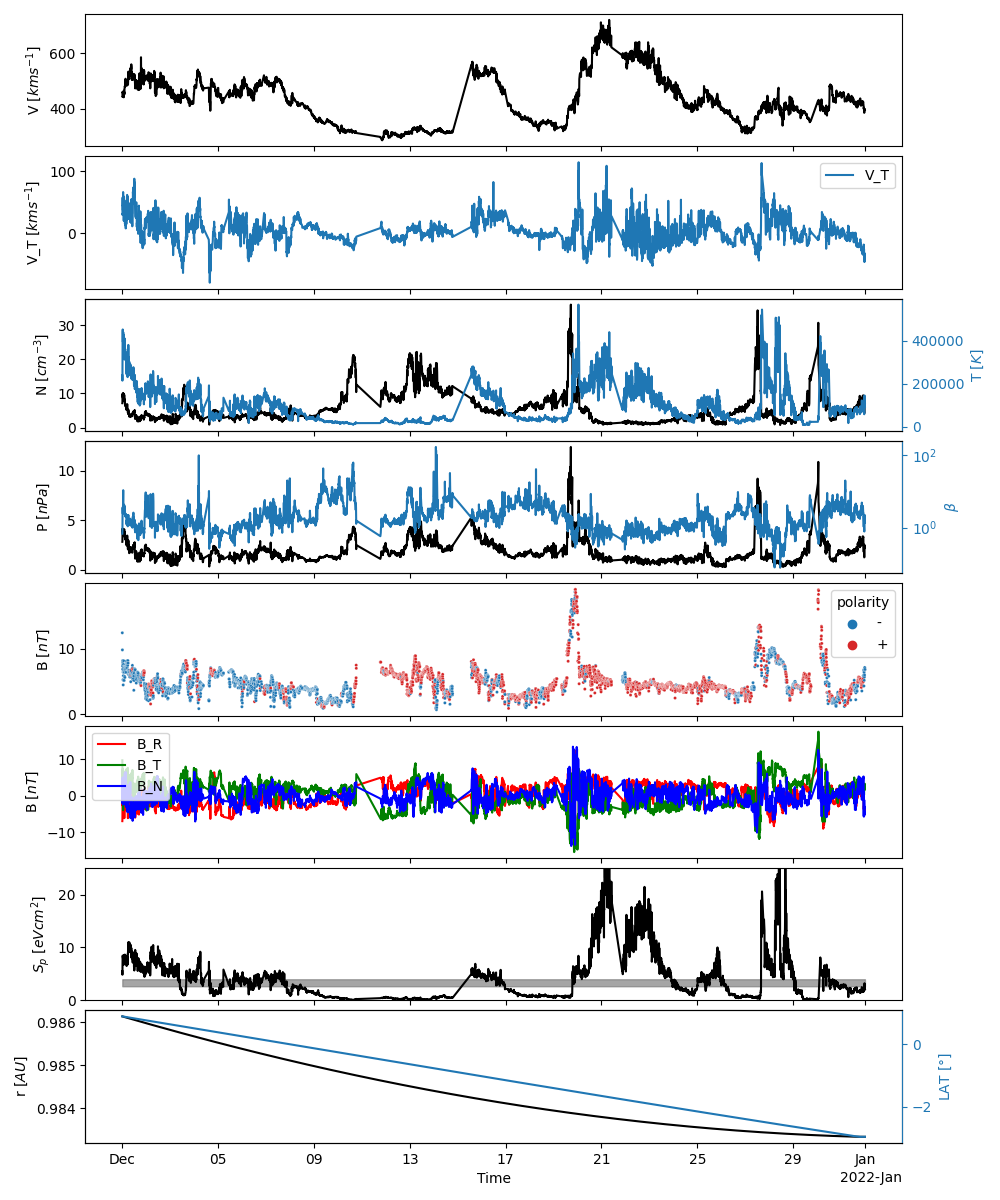 600
400
V [kms⁻¹]
100
0
V_T [kms⁻¹]
V_T
30
20
10
0
N [cm⁻³]
400000
200000
0
T [K]
10
5
0
P [nPa]
10²
10⁰
β
10
0
B [nT]
polarity
-
+
10
0
−10
B [nT]
B_R
B_T
B_N
20
10
0
Sₚ [eVcm²]
0.986
0.985
0.984
r [AU]
0
−2
LAT [°]
Dec 05 09 13 17 21 25 29 Jan
Time
2022-Jan